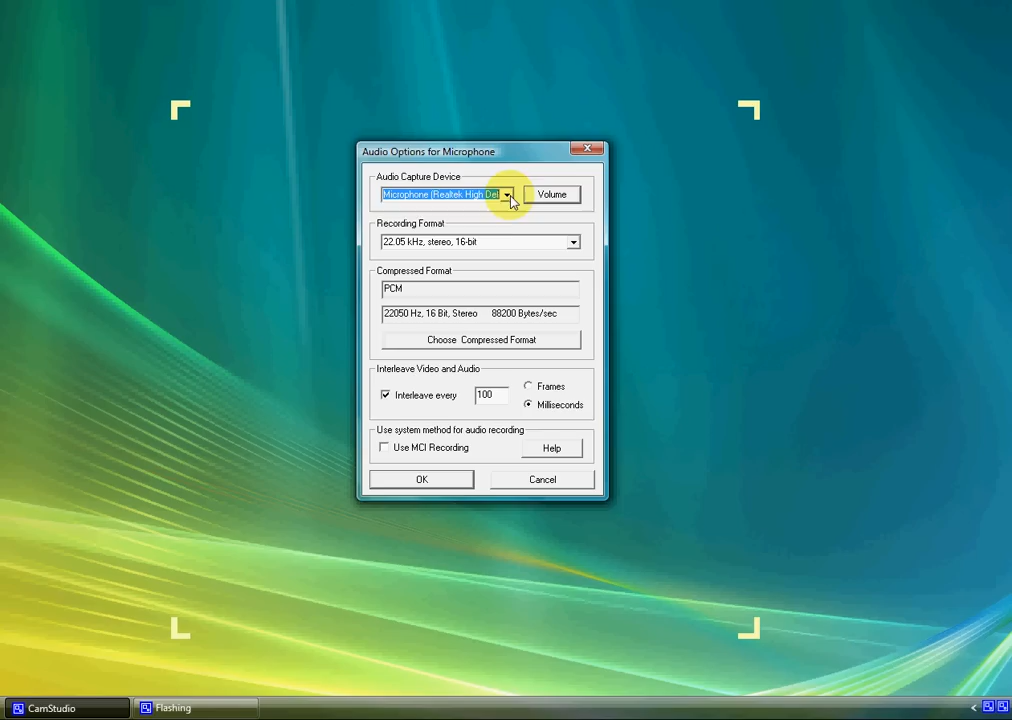 Audio Options for Microphone
Audio Capture Device
Microphone (Realtek High Def
Volume
Recording Format
22.05 kHz, stereo, 16-bit
Compressed Format
PCM
22050 Hz, 16 Bit, Stereo 88200 Bytes/sec
Choose Compressed Format
Interleave Video and Audio
Interleave every 100
Frames
Milliseconds
Use system method for audio recording
Use MCI Recording
Help
OK
Cancel
CamStudio
Flashing